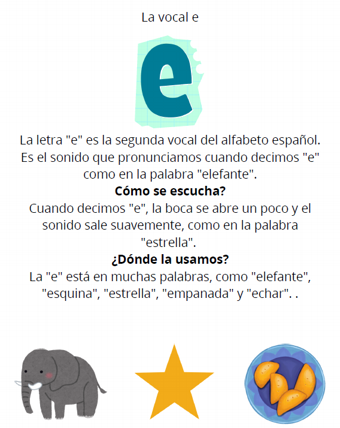 La vocal e
e
La letra "e" es la segunda vocal del alfabeto español.
Es el sonido que pronunciamos cuando decimos "e"
como en la palabra "elefante".
Cómo se escucha?
Cuando decimos "e", la boca se abre un poco y el
sonido sale suavemente, como en la palabra
"estrella".
¿Dónde la usamos?
La "e" está en muchas palabras, como "elefante",
"esquina", "estrella", "empanada" y "echar". .